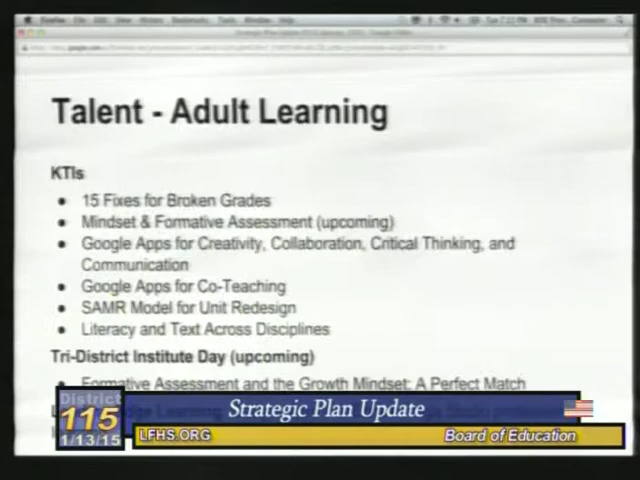 Talent - Adult Learning
KTIs
15 Fixes for Broken Grades
Mindset & Formative Assessment (upcoming)
Google Apps for Creativity, Collaboration, Critical Thinking, and
Communication
Google Apps for Co-Teaching
SAMR Model for Unit Redesign
Literacy and Text Across Disciplines
Tri-District Institute Day (upcoming)
Formative Assessment and the Growth Mindset: A Perfect Match
District
115
1/13/15
Strategic Plan Update
LFHS.ORG
Board of Education